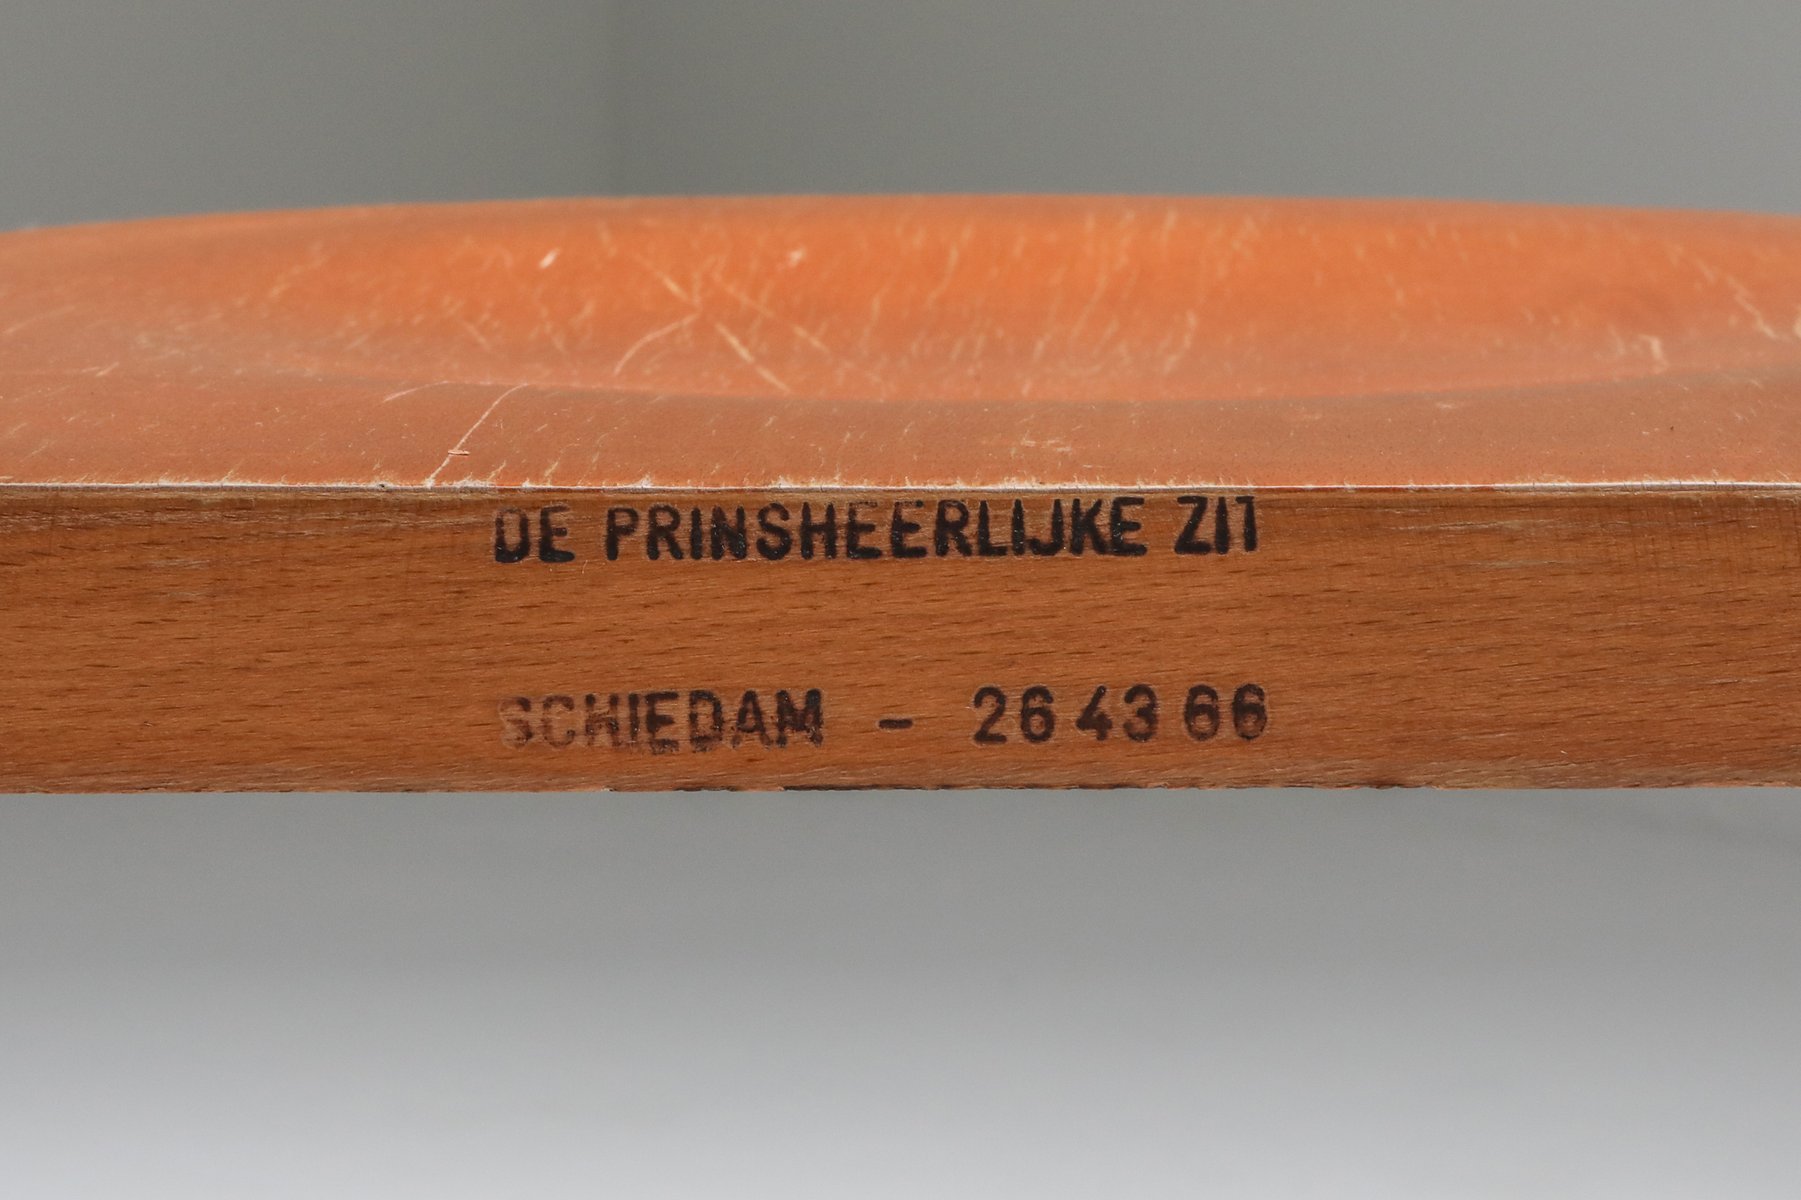 DE PRINSHEERLIJKE ZIT
SCHIEDAM - 26 43 66